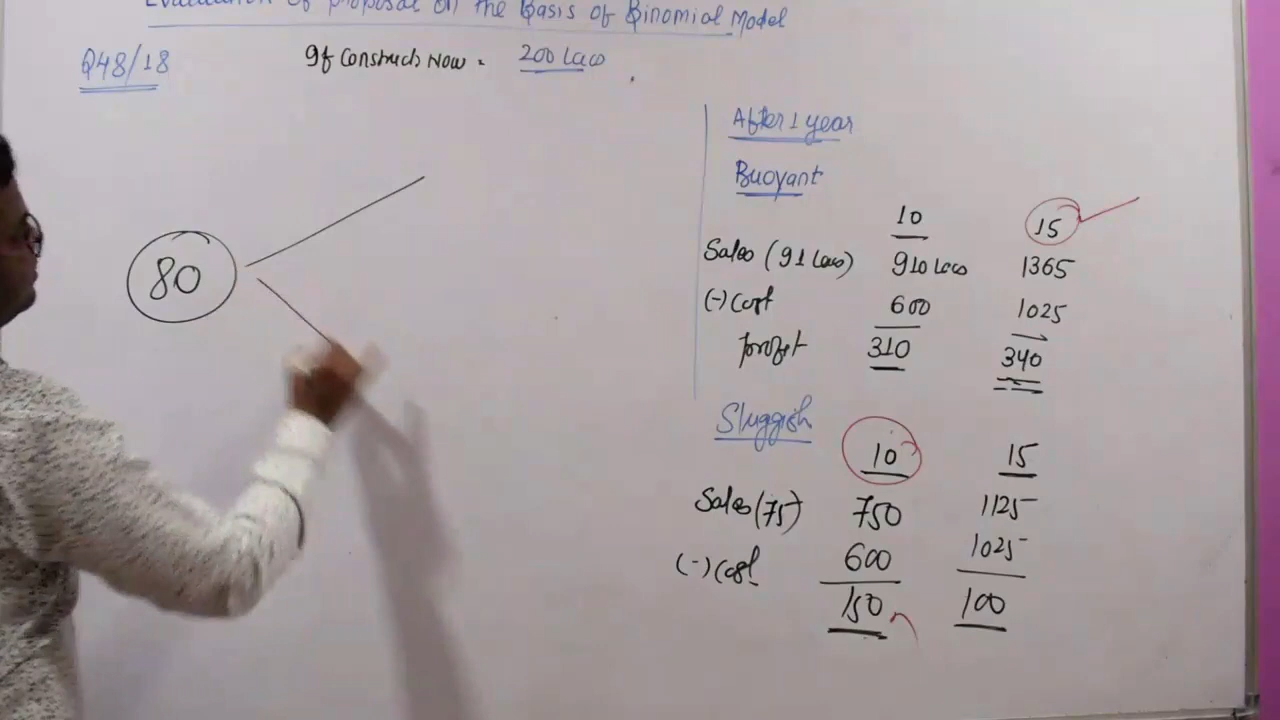 Evaluation of Proposal on the Basis of Binomial Model
Q48/18
If Constructs Now = 200 Lacs
80
After 1 year
Buoyant
10 15
Sales (91 Lacs) 910 Lacs 1365
(-) Cost 600 1025
profit 310 340
Sluggish
10 15
Sales (75) 750 1125
(-) Cost 600 1025
150 100